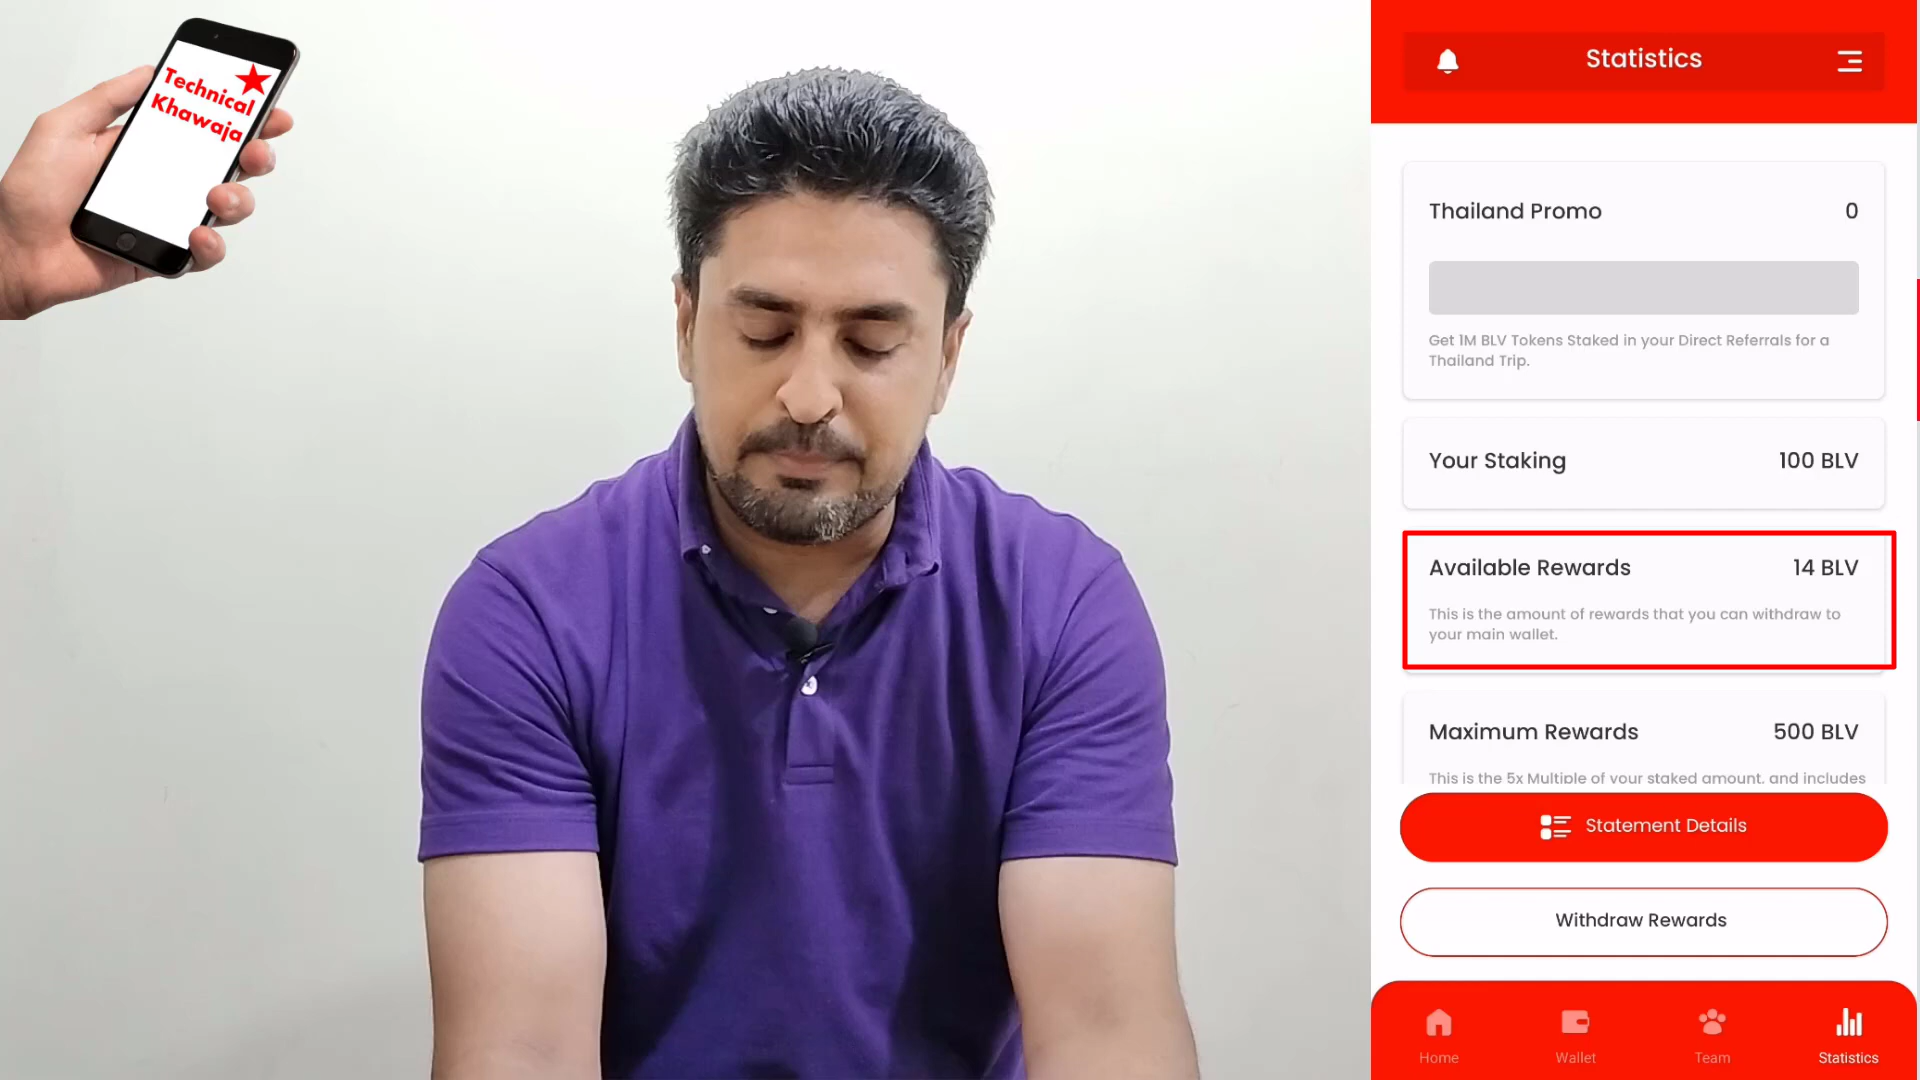 Technical
Khawaja
Statistics
Thailand Promo 0
Get 1M BLV Tokens Staked in your Direct Referrals for a
Thailand Trip.
Your Staking 100 BLV
Available Rewards 14 BLV
This is the amount of rewards that you can withdraw to
your main wallet.
Maximum Rewards 500 BLV
This is the 5x Multiple of your staked amount, and includes
Statement Details
Withdraw Rewards
Home Wallet Team Statistics